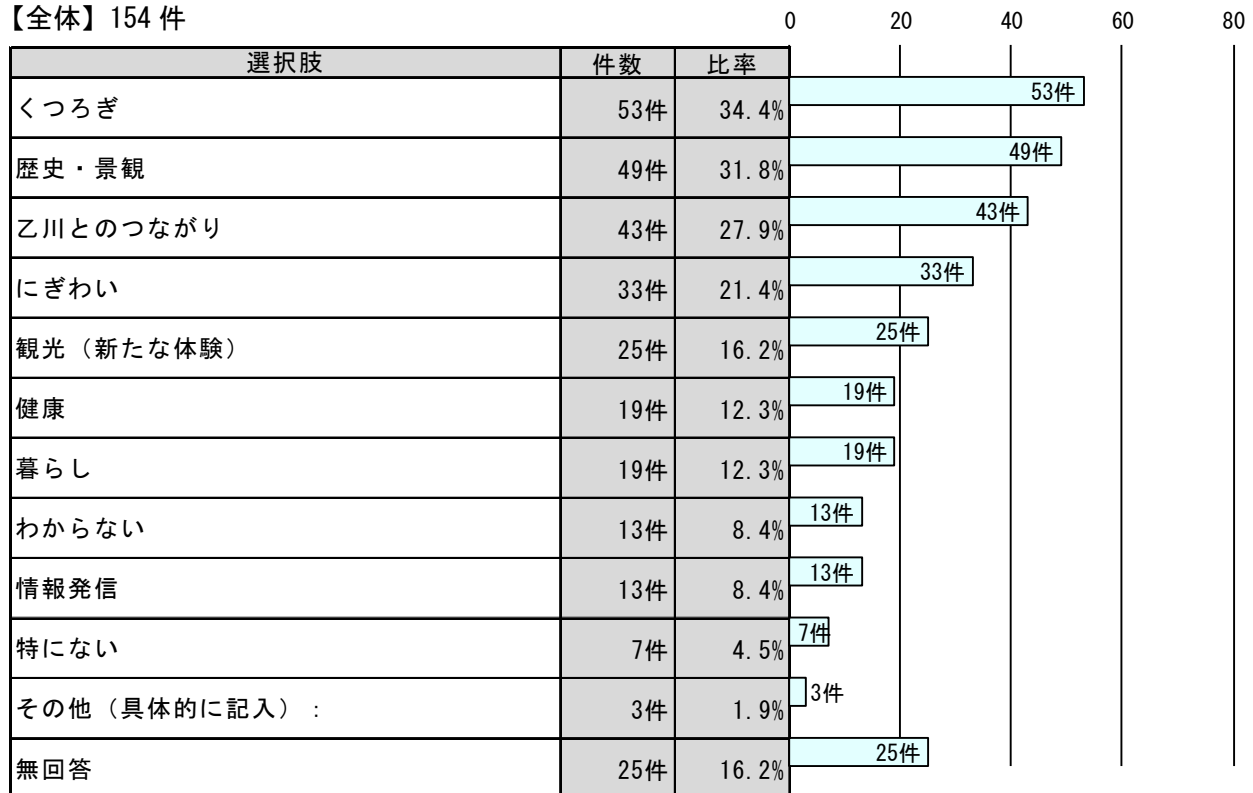 【全体】154 件
0 20 40 60 80
選択肢 件数 比率
くつろぎ 53件 34.4% 53件
歴史・景観 49件 31.8% 49件
乙川とのつながり 43件 27.9% 43件
にぎわい 33件 21.4% 33件
観光（新たな体験） 25件 16.2% 25件
健康 19件 12.3% 19件
暮らし 19件 12.3% 19件
わからない 13件 8.4% 13件
情報発信 13件 8.4% 13件
特にない 7件 4.5% 7件
その他（具体的に記入）： 3件 1.9% 3件
無回答 25件 16.2% 25件